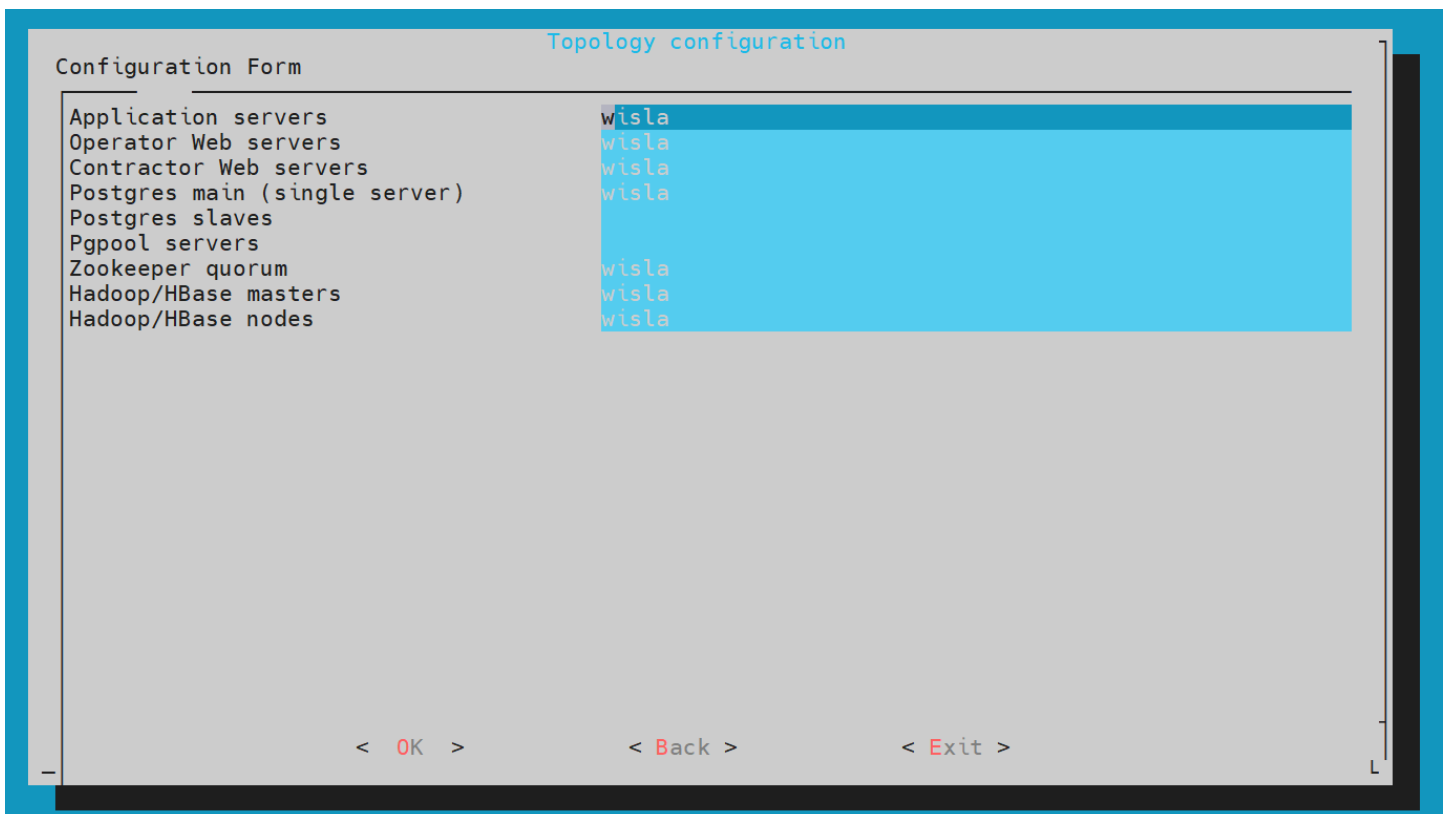 Topology configuration
Configuration Form
Application servers wisla
Operator Web servers wisla
Contractor Web servers wisla
Postgres main (single server) wisla
Postgres slaves
Pgpool servers
Zookeeper quorum wisla
Hadoop/HBase masters wisla
Hadoop/HBase nodes wisla
< OK > < Back > < Exit >